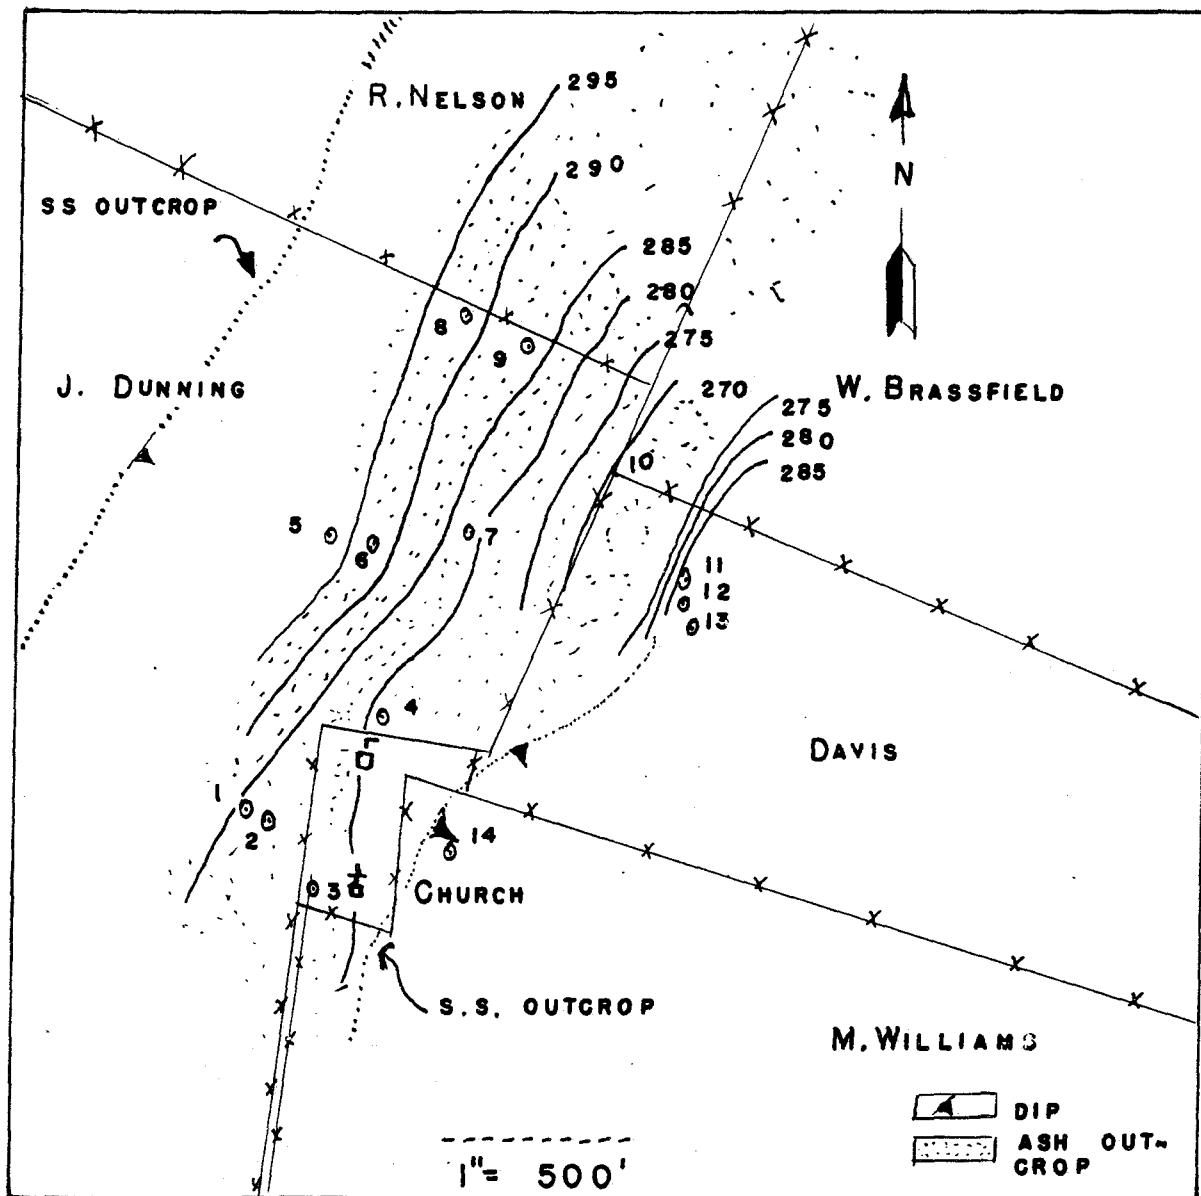 295
R. NELSON
290
N
SS OUTCROP
285
280
8
9
275
J. DUNNING
270
W. BRASSFIELD
275
280
285
10
5
6
7
11
12
13
4
DAVIS
1
2
14
3
CHURCH
S.S. OUTCROP
M. WILLIAMS
DIP
ASH OUT-
CROP
1" = 500'